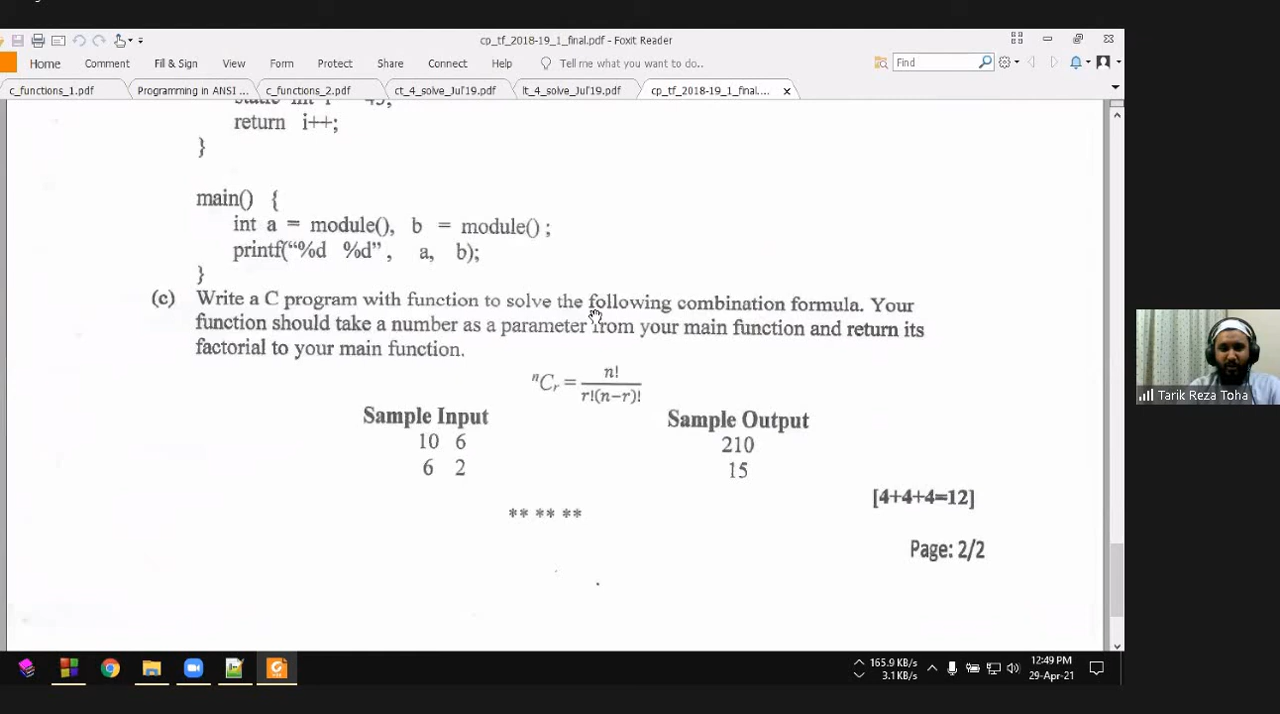 cp_tf_2018-19_1_final.pdf - Foxit Reader
Home Comment Fill & Sign View Form Protect Share Connect Help Tell me what you want to do.. Find
c_functions_1.pdf Programming in ANSI ... c_functions_2.pdf ct_4_solve_Jul'19.pdf lt_4_solve_Jul'19.pdf cp_tf_2018-19_1_final....
return i++;
}
main() {
int a = module(), b = module() ;
printf("%d %d" , a, b);
}
(c) Write a C program with function to solve the following combination formula. Your
function should take a number as a parameter from your main function and return its
factorial to your main function.
ⁿCᵣ = n! / r!(n−r)!
Sample Input Sample Output
10 6 210
6 2 15
[4+4+4=12]
** ** **
Page: 2/2
Tarik Reza Toha
165.9 KB/s
3.1 KB/s
12:49 PM
29-Apr-21